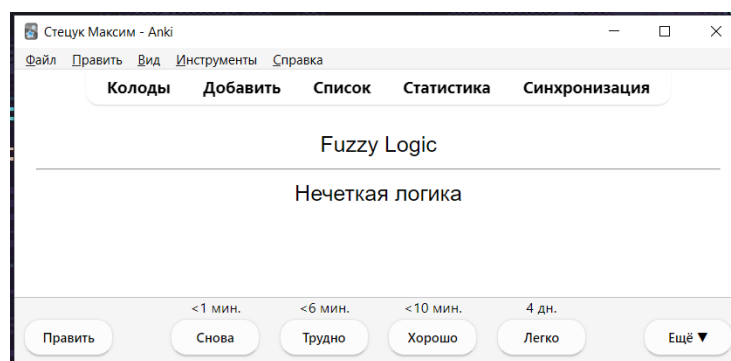 Стецук Максим - Anki
Файл Править Вид Инструменты Справка
Колоды Добавить Список Статистика Синхронизация
Fuzzy Logic
Нечеткая логика
<1 мин. <6 мин. <10 мин. 4 дн.
Править Снова Трудно Хорошо Легко Ещё ▼